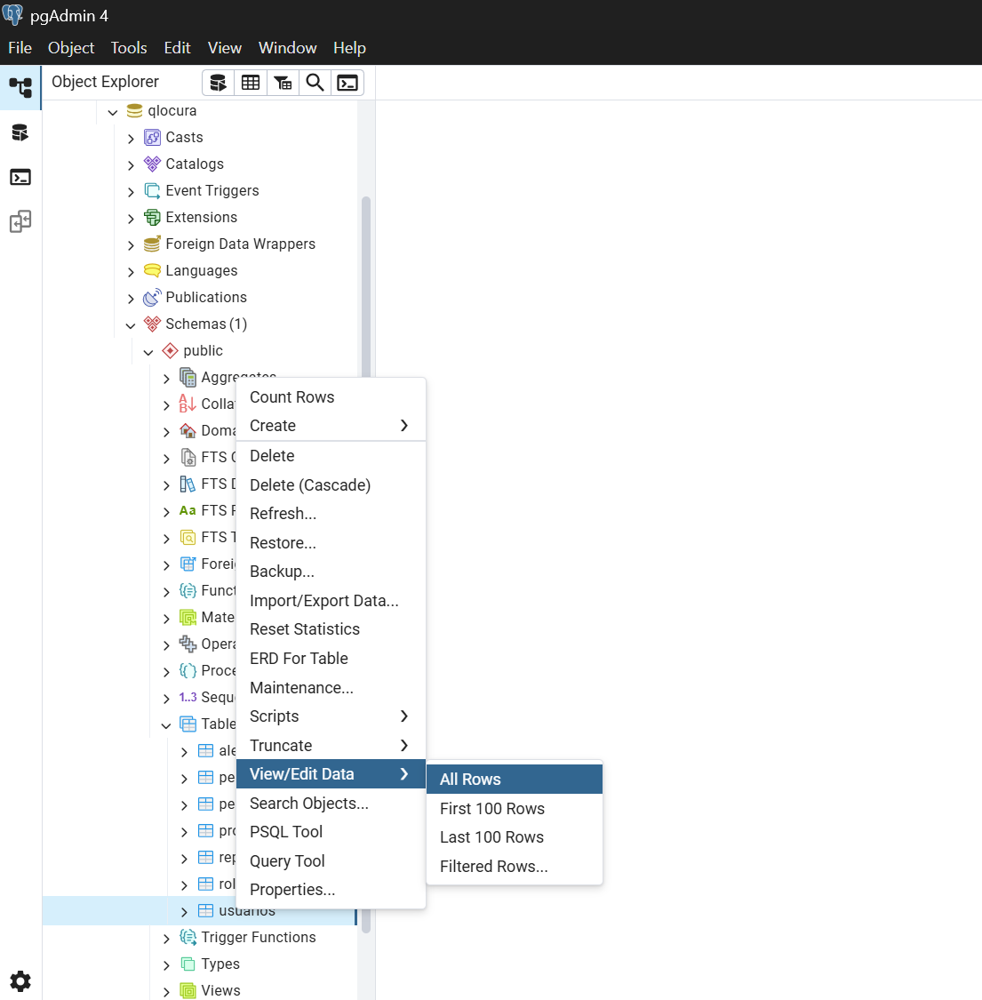 pgAdmin 4
File Object Tools Edit View Window Help
Object Explorer
qlocura
Casts
Catalogs
Event Triggers
Extensions
Foreign Data Wrappers
Languages
Publications
Schemas (1)
public
Aggregates
Count Rows
Create
Delete
Delete (Cascade)
Refresh...
Restore...
Backup...
Import/Export Data...
Reset Statistics
ERD For Table
Maintenance...
Scripts
Truncate
View/Edit Data
Search Objects...
PSQL Tool
Query Tool
Properties...
All Rows
First 100 Rows
Last 100 Rows
Filtered Rows...
Colla
Doma
FTS C
FTS D
Aa FTS P
FTS T
Forei
Funct
Mate
Opera
Proce
1..3 Sequ
Table
ale
pe
pe
pro
rep
rol
usuarios
Trigger Functions
Types
Views